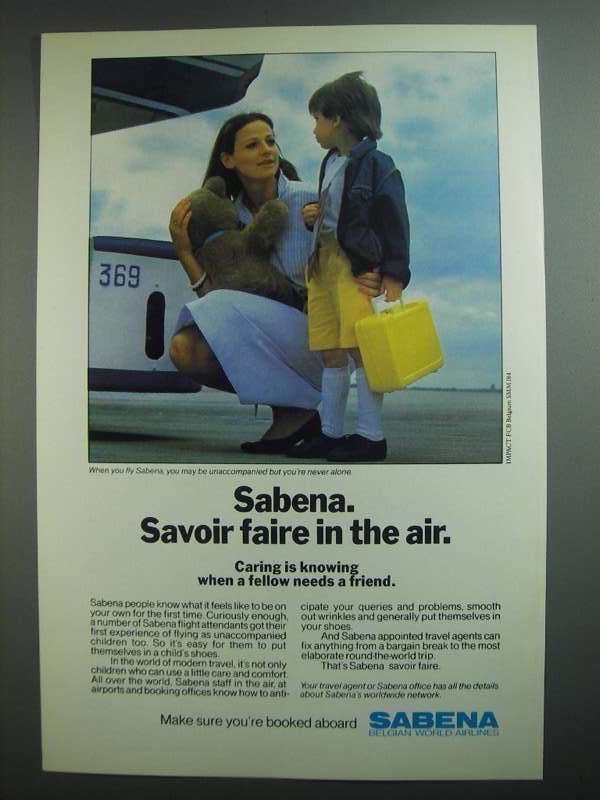 369
IMPACT FCB Belgium SM/M 184
When you fly Sabena, you may be unaccompanied but you're never alone.
Sabena.
Savoir faire in the air.
Caring is knowing
when a fellow needs a friend.
Sabena people know what it feels like to be on
your own for the first time. Curiously enough,
a number of Sabena flight attendants got their
first experience of flying as unaccompanied
children too. So it's easy for them to put
themselves in a child's shoes.
In the world of modern travel, it's not only
children who can use a little care and comfort.
All over the world, Sabena staff in the air, at
airports and booking offices know how to anti-
cipate your queries and problems, smooth
out wrinkles and generally put themselves in
your shoes.
And Sabena appointed travel agents can
fix anything from a bargain break to the most
elaborate round-the-world trip.
That's Sabena savoir faire.
Your travel agent or Sabena office has all the details
about Sabena's worldwide network.
Make sure you're booked aboard SABENA
BELGIAN WORLD AIRLINES